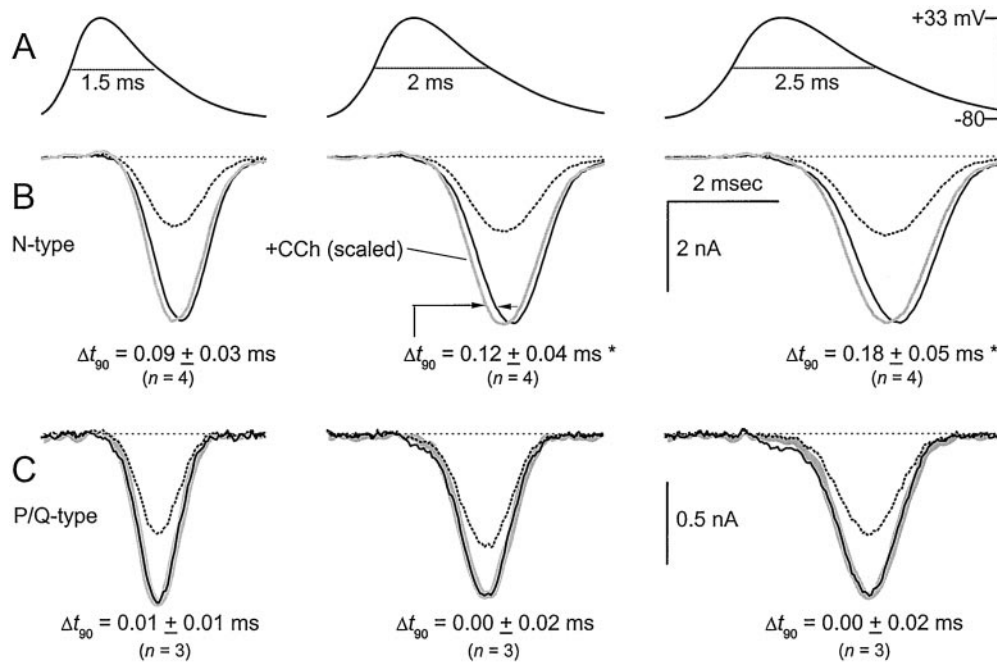 A
1.5 ms
2 ms
2.5 ms
+33 mV
-80
B
N-type
+CCh (scaled)
2 msec
2 nA
Δt90 = 0.09 ± 0.03 ms
(n = 4)
Δt90 = 0.12 ± 0.04 ms *
(n = 4)
Δt90 = 0.18 ± 0.05 ms *
(n = 4)
C
P/Q-type
0.5 nA
Δt90 = 0.01 ± 0.01 ms
(n = 3)
Δt90 = 0.00 ± 0.02 ms
(n = 3)
Δt90 = 0.00 ± 0.02 ms
(n = 3)